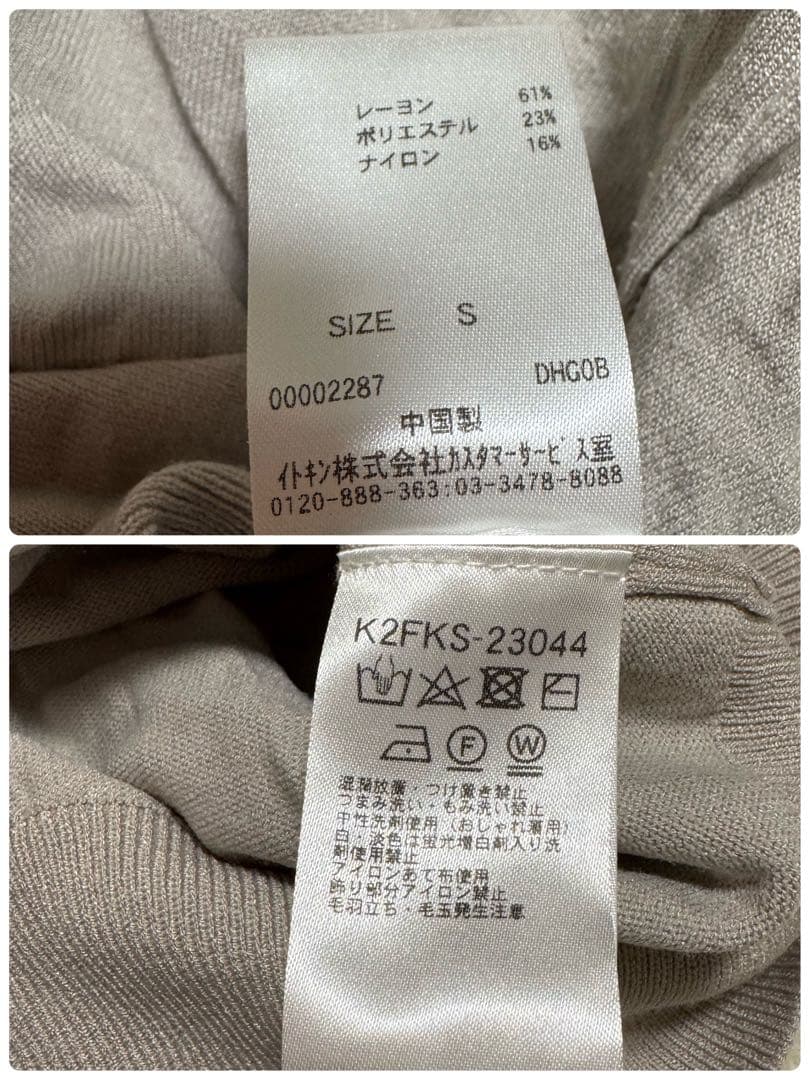 レーヨン 61%
ポリエステル 23%
ナイロン 16%
SIZE S
00002287 DHG0B
中国製
イトキン株式会社カスタマーサービス室
0120-888-363:03-3478-8088
K2FKS-23044
F W
湿潤放置・つけ置き禁止
つまみ洗い・もみ洗い禁止
中性洗剤使用(おしゃれ着用)
白・淡色は蛍光増白剤入り洗
剤使用禁止
アイロンあて布使用
飾り部分アイロン禁止
毛羽立ち・毛玉発生注意